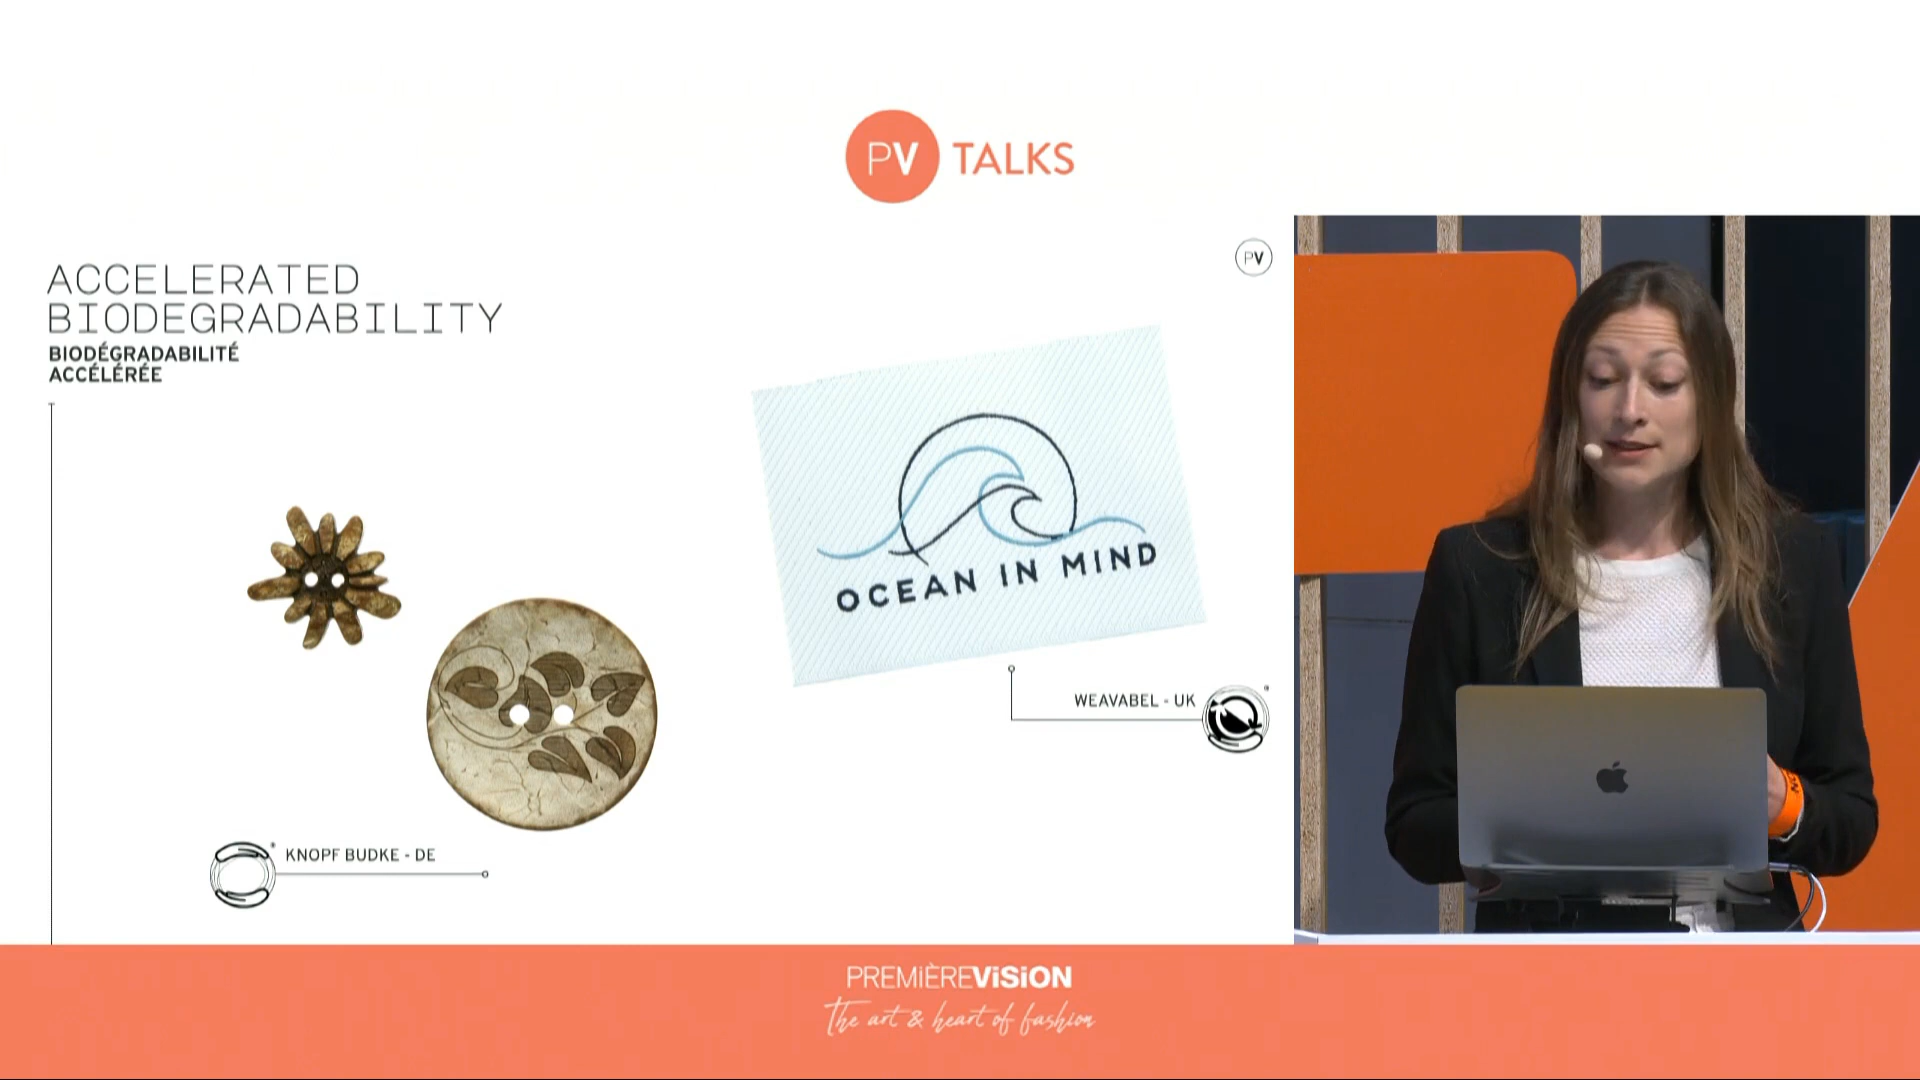 PV TALKS
PV
ACCELERATED
BIODEGRADABILITY
BIODÉGRADABILITÉ
ACCÉLÉRÉE
OCEAN IN MIND
WEAVABEL - UK
KNOPF BUDKE - DE
PREMIÈREVISION
The art & heart of fashion